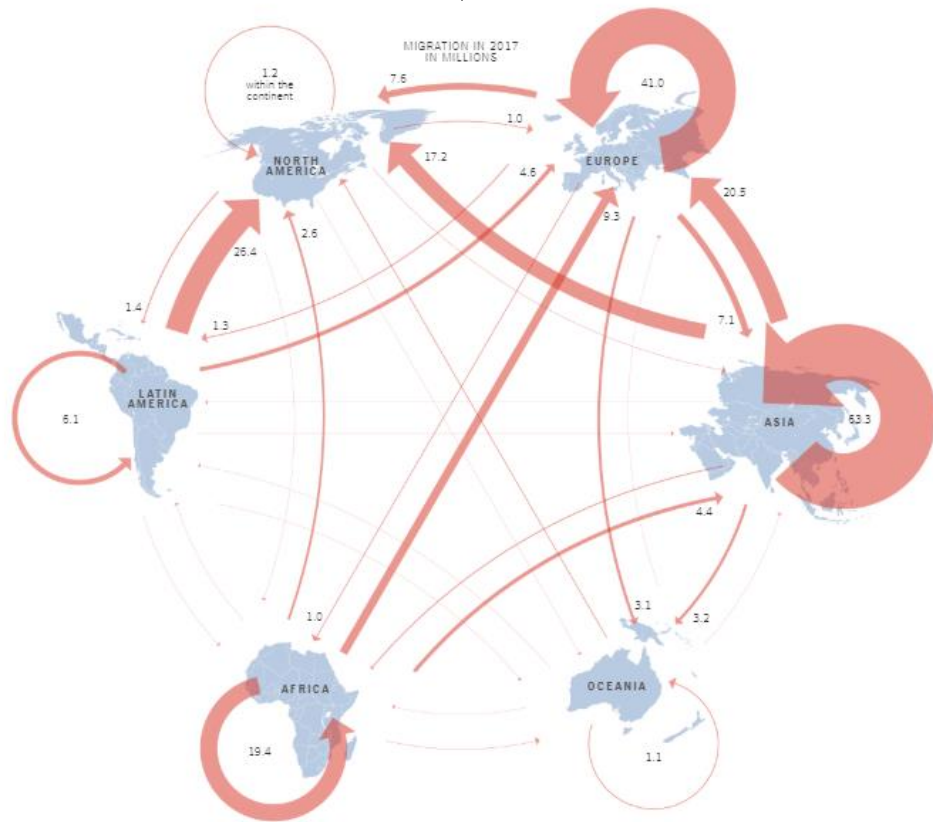 MIGRATION IN 2017
IN MILLIONS
1.2
within the
continent
7.6
41.0
1.0
NORTH
AMERICA
17.2
EUROPE
4.6
20.5
9.3
2.6
26.4
1.4
1.3
7.1
LATIN
AMERICA
6.1
ASIA
63.3
4.4
1.0
3.1
3.2
AFRICA
OCEANIA
19.4
1.1